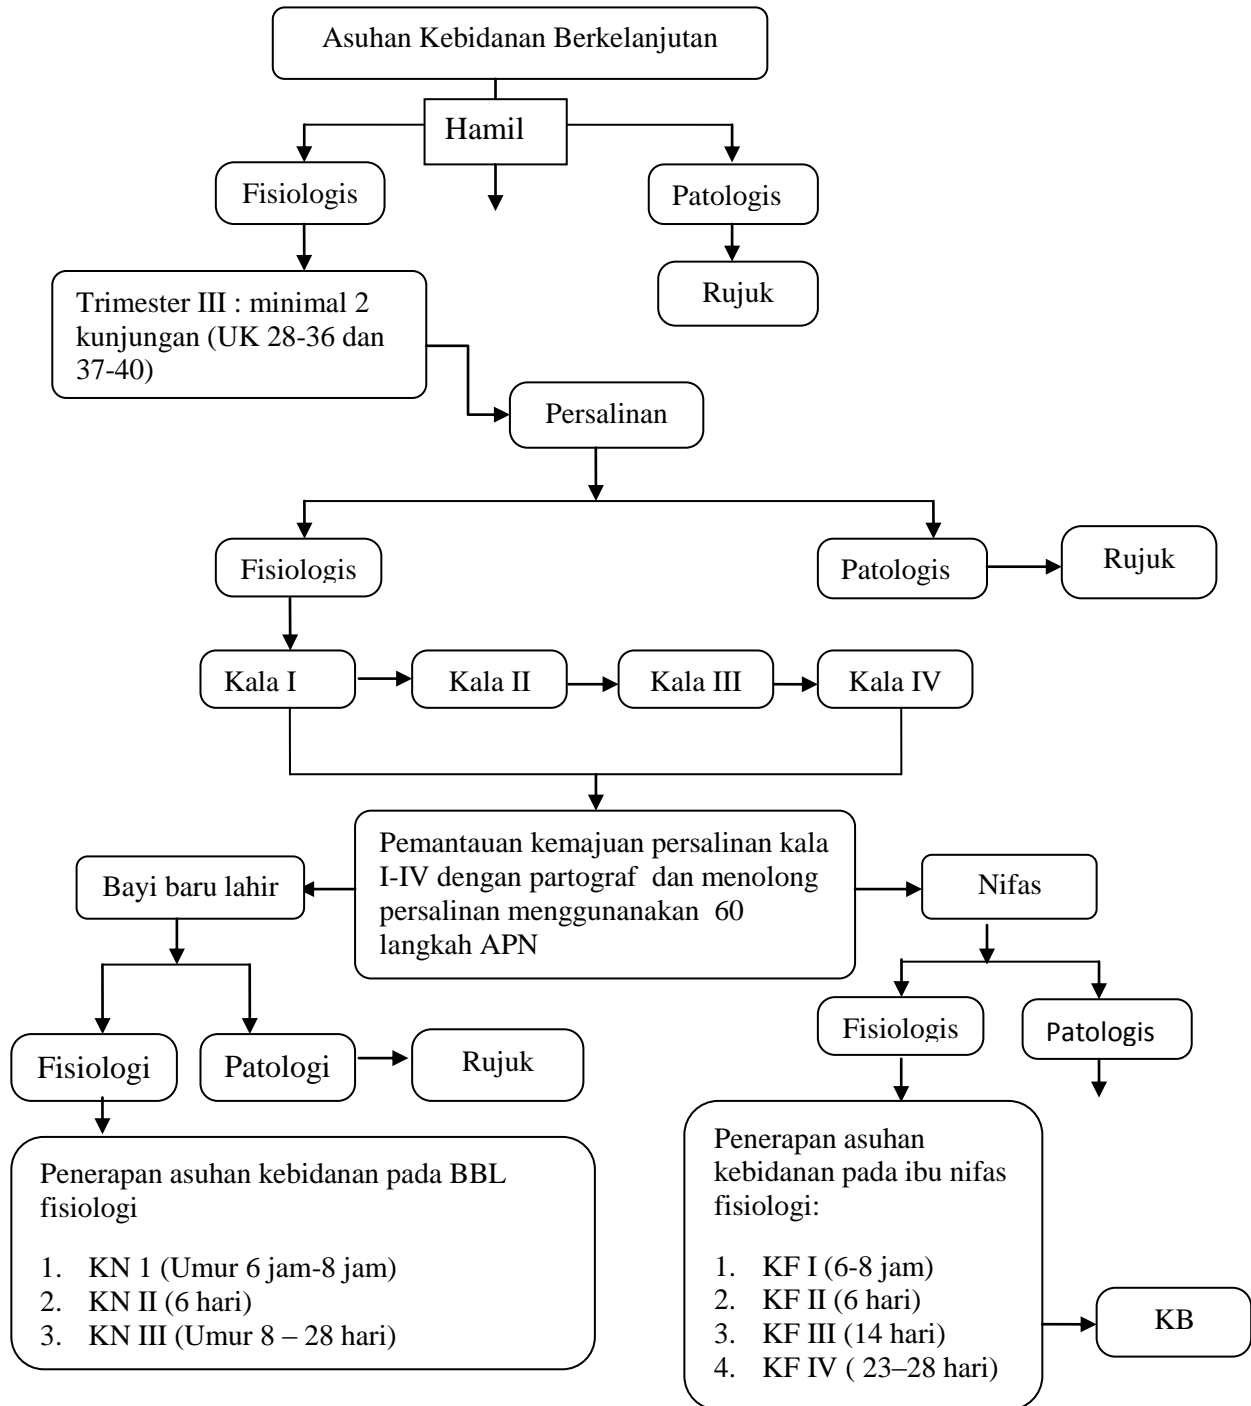 Asuhan Kebidanan Berkelanjutan
Hamil
Fisiologis
Patologis
Rujuk
Trimester III : minimal 2
kunjungan (UK 28-36 dan
37-40)
Persalinan
Fisiologis
Patologis
Rujuk
Kala I
Kala II
Kala III
Kala IV
Pemantauan kemajuan persalinan kala
I-IV dengan partograf dan menolong
persalinan menggunanakan 60
langkah APN
Bayi baru lahir
Nifas
Fisiologis
Patologis
Fisiologi
Patologi
Rujuk
Penerapan asuhan kebidanan pada BBL
fisiologi
1. KN 1 (Umur 6 jam-8 jam)
2. KN II (6 hari)
3. KN III (Umur 8 – 28 hari)
Penerapan asuhan
kebidanan pada ibu nifas
fisiologi:
1. KF I (6-8 jam)
2. KF II (6 hari)
3. KF III (14 hari)
4. KF IV ( 23–28 hari)
KB